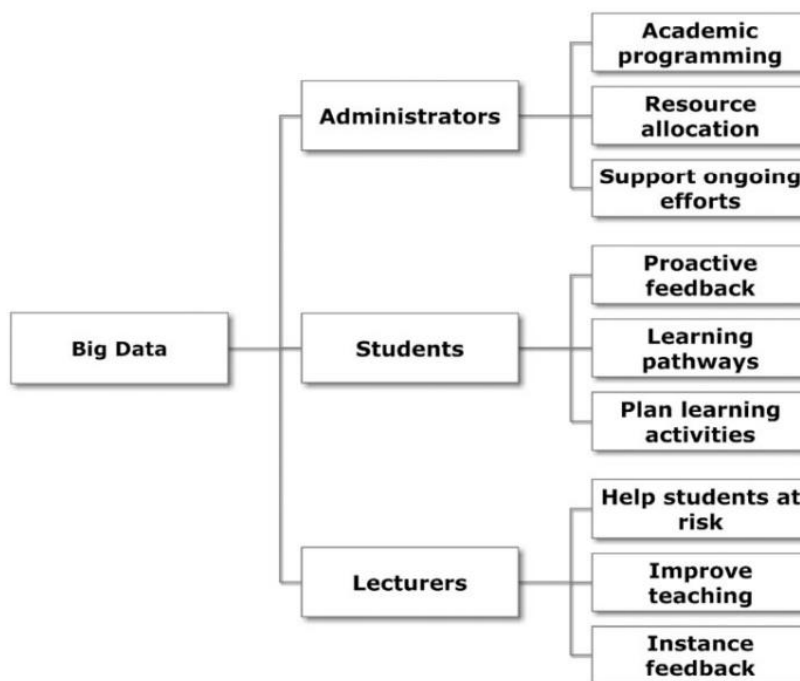 Academic
programming
Administrators
Resource
allocation
Support ongoing
efforts
Big Data
Students
Proactive
feedback
Learning
pathways
Plan learning
activities
Lecturers
Help students at
risk
Improve
teaching
Instance
feedback